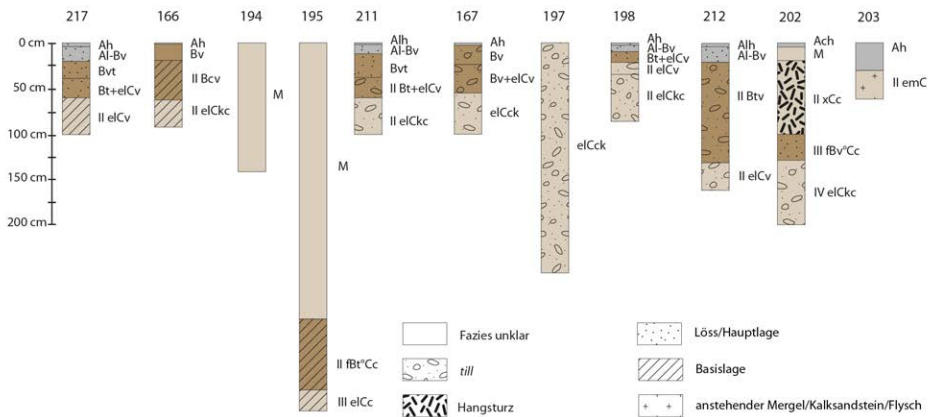 217 166 194 195 211 167 197 198 212 202 203
0 cm
50 cm
100 cm
150 cm
200 cm
Ah
Al-Bv
Bvt
Bt+elCv
II elCv
Ah
Bv
II Bcv
II elCkc
M
M
II fBt°Cc
III elCc
Alh
Al-Bv
Bvt
II Bt+elCv
II elCkc
Ah
Bv
Bv+elCv
elCck
elCck
Ah
Al-Bv
Bt+elCv
II elCv
II elCkc
Alh
Al-Bv
II Btv
II elCv
Ach
M
II xCc
III fBv°Cc
IV elCkc
Ah
II emC
Fazies unklar
till
Hangsturz
Löss/Hauptlage
Basislage
anstehender Mergel/Kalksandstein/Flysch